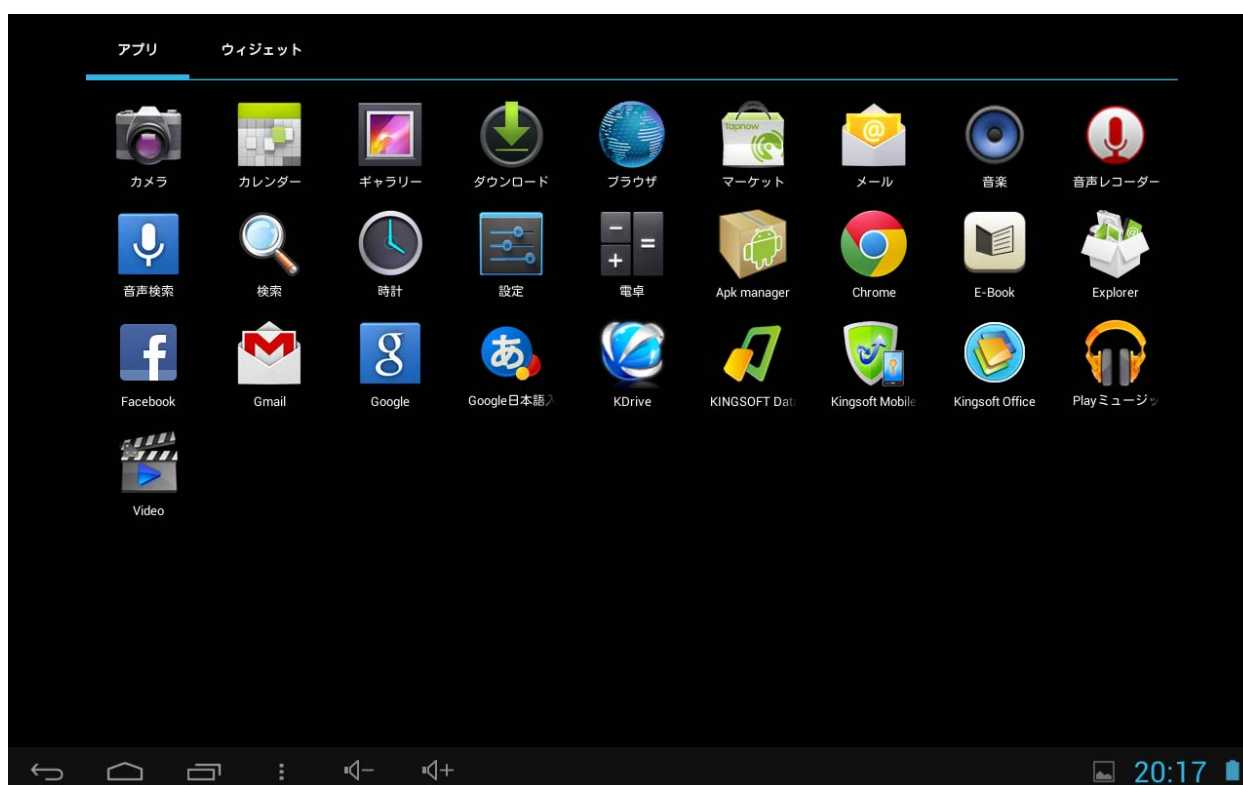 アプリ ウィジェット
Tapnow
カメラ カレンダー ギャラリー ダウンロード ブラウザ マーケット メール 音楽 音声レコーダー
音声検索 検索 時計 設定 電卓 Apk manager Chrome E-Book Explorer
Facebook Gmail Google Google日本語入 KDrive KINGSOFT Data Kingsoft Mobile Kingsoft Office Playミュージッ
Video
20:17